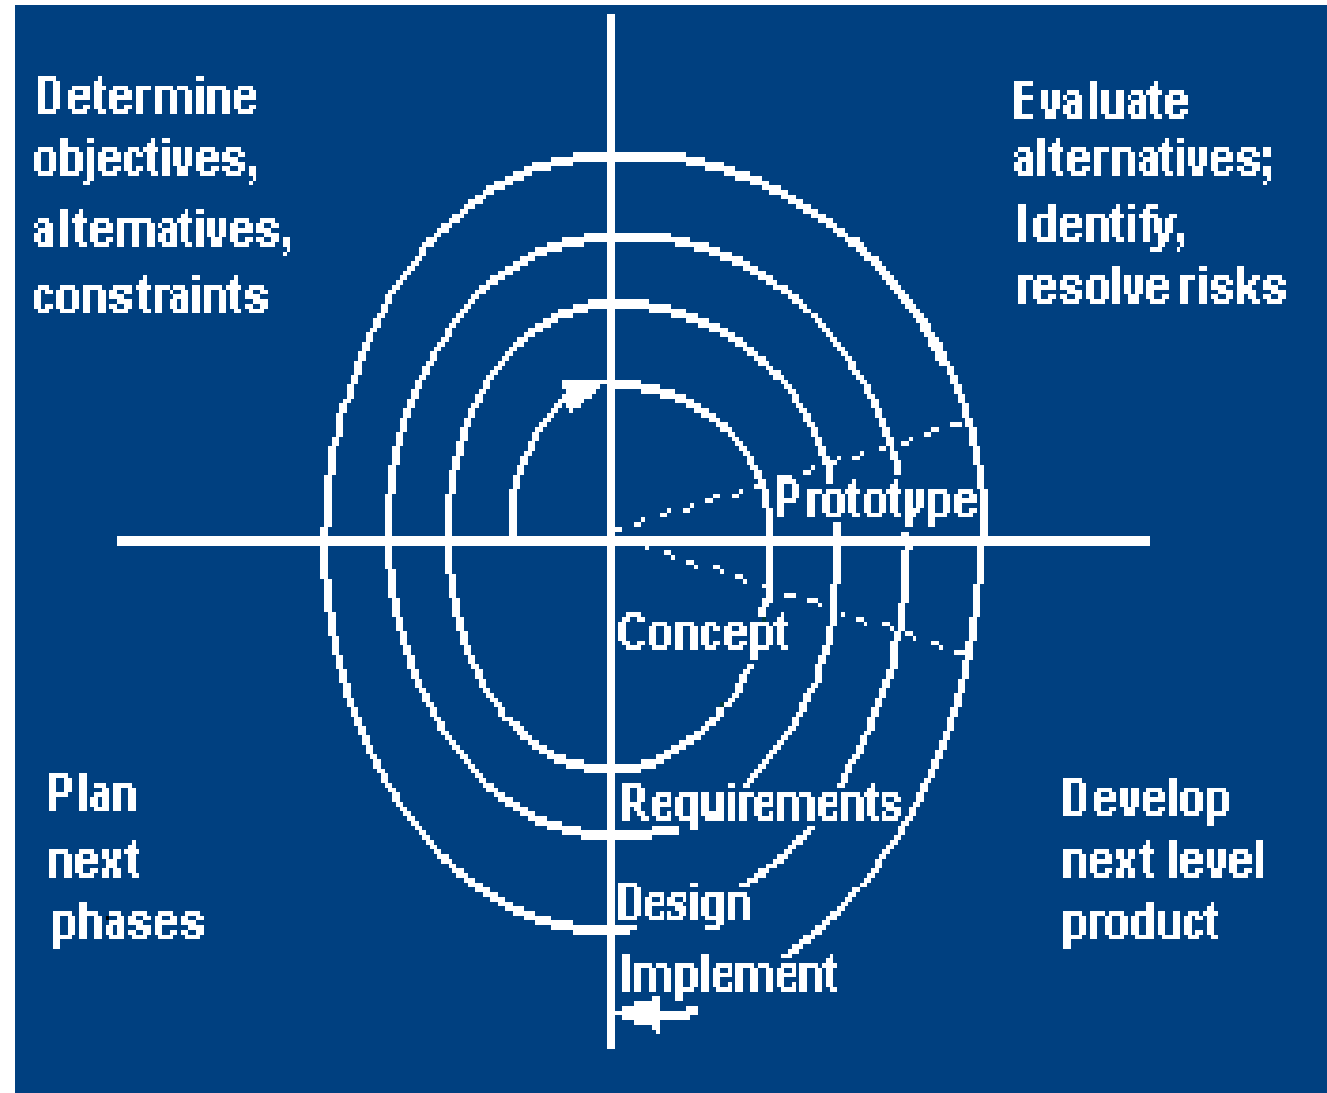 Determine
objectives,
alternatives,
constraints
Evaluate
alternatives;
Identify,
resolve risks
Prototype
Concept
Requirements
Design
Implement
Plan
next
phases
Develop
next level
product